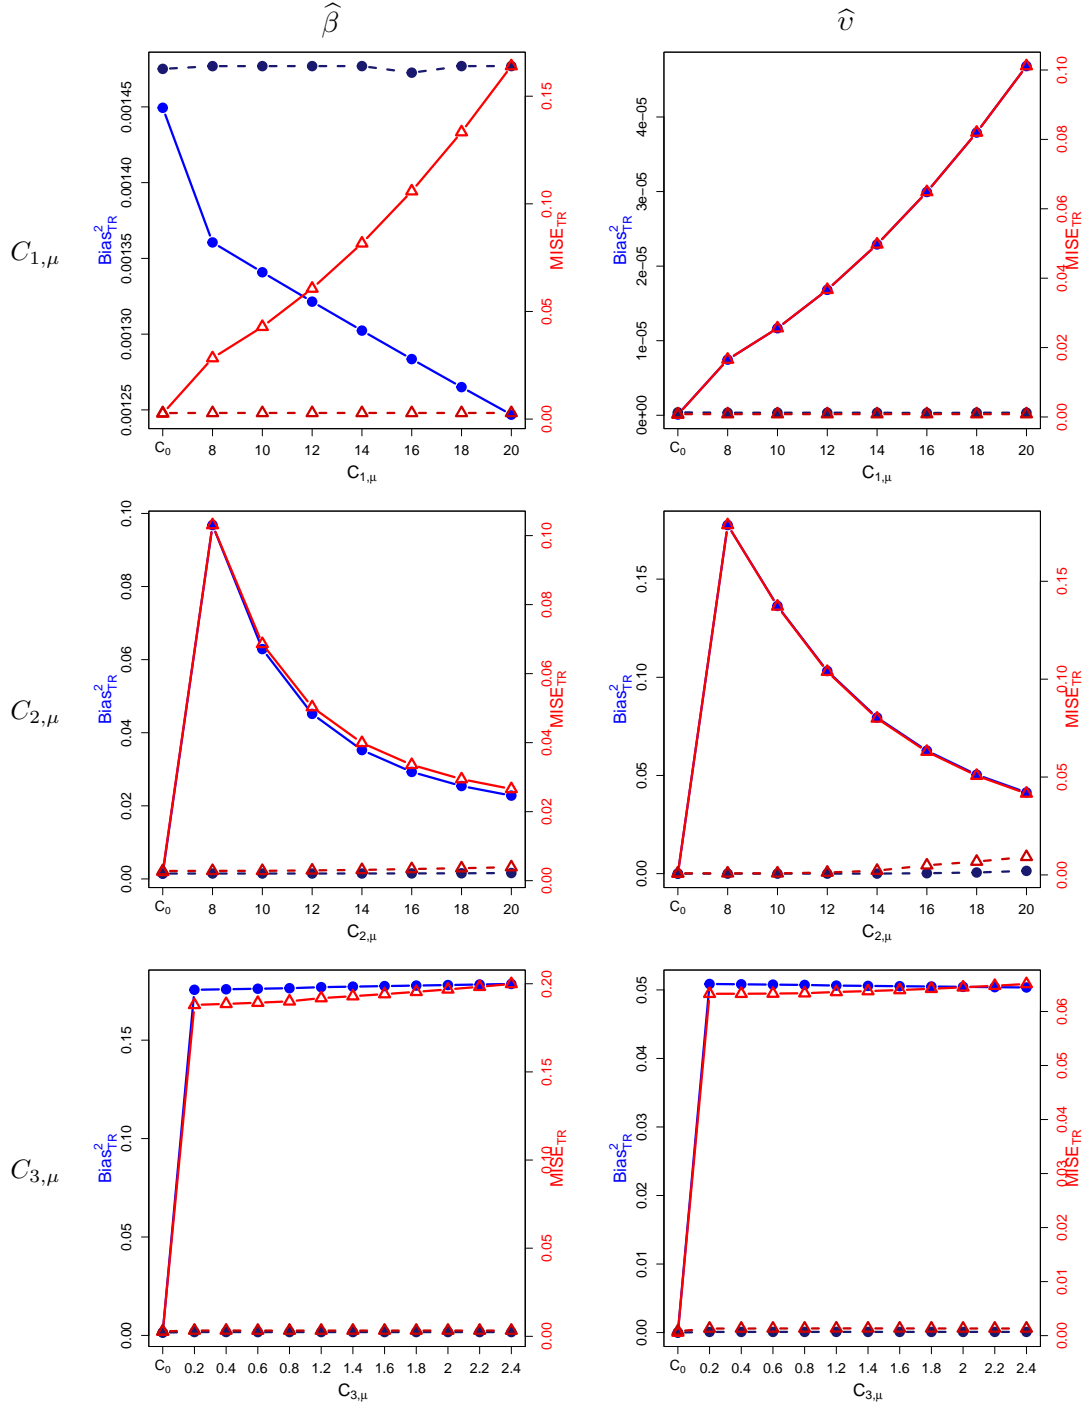 β̂ υ̂
C₁,μ
0.00125 0.00130 0.00135 0.00140 0.00145
Bias²TR
0.00 0.05 0.10 0.15
MISETR
C₀ 8 10 12 14 16 18 20
C₁,μ
0e+00 1e-05 2e-05 3e-05 4e-05
Bias²TR
0.00 0.02 0.04 0.06 0.08 0.10
MISETR
C₀ 8 10 12 14 16 18 20
C₁,μ
C₂,μ
0.00 0.02 0.04 0.06 0.08 0.10
Bias²TR
0.00 0.02 0.04 0.06 0.08 0.10
MISETR
C₀ 8 10 12 14 16 18 20
C₂,μ
0.00 0.05 0.10 0.15
Bias²TR
0.00 0.05 0.10 0.15
MISETR
C₀ 8 10 12 14 16 18 20
C₂,μ
C₃,μ
0.00 0.05 0.10 0.15
Bias²TR
0.00 0.05 0.10 0.15 0.20
MISETR
C₀ 0.2 0.4 0.6 0.8 1.2 1.4 1.6 1.8 2 2.2 2.4
C₃,μ
0.00 0.01 0.02 0.03 0.04 0.05
Bias²TR
0.00 0.01 0.02 0.03 0.04 0.05 0.06
MISETR
C₀ 0.2 0.4 0.6 0.8 1.2 1.4 1.6 1.8 2 2.2 2.4
C₃,μ